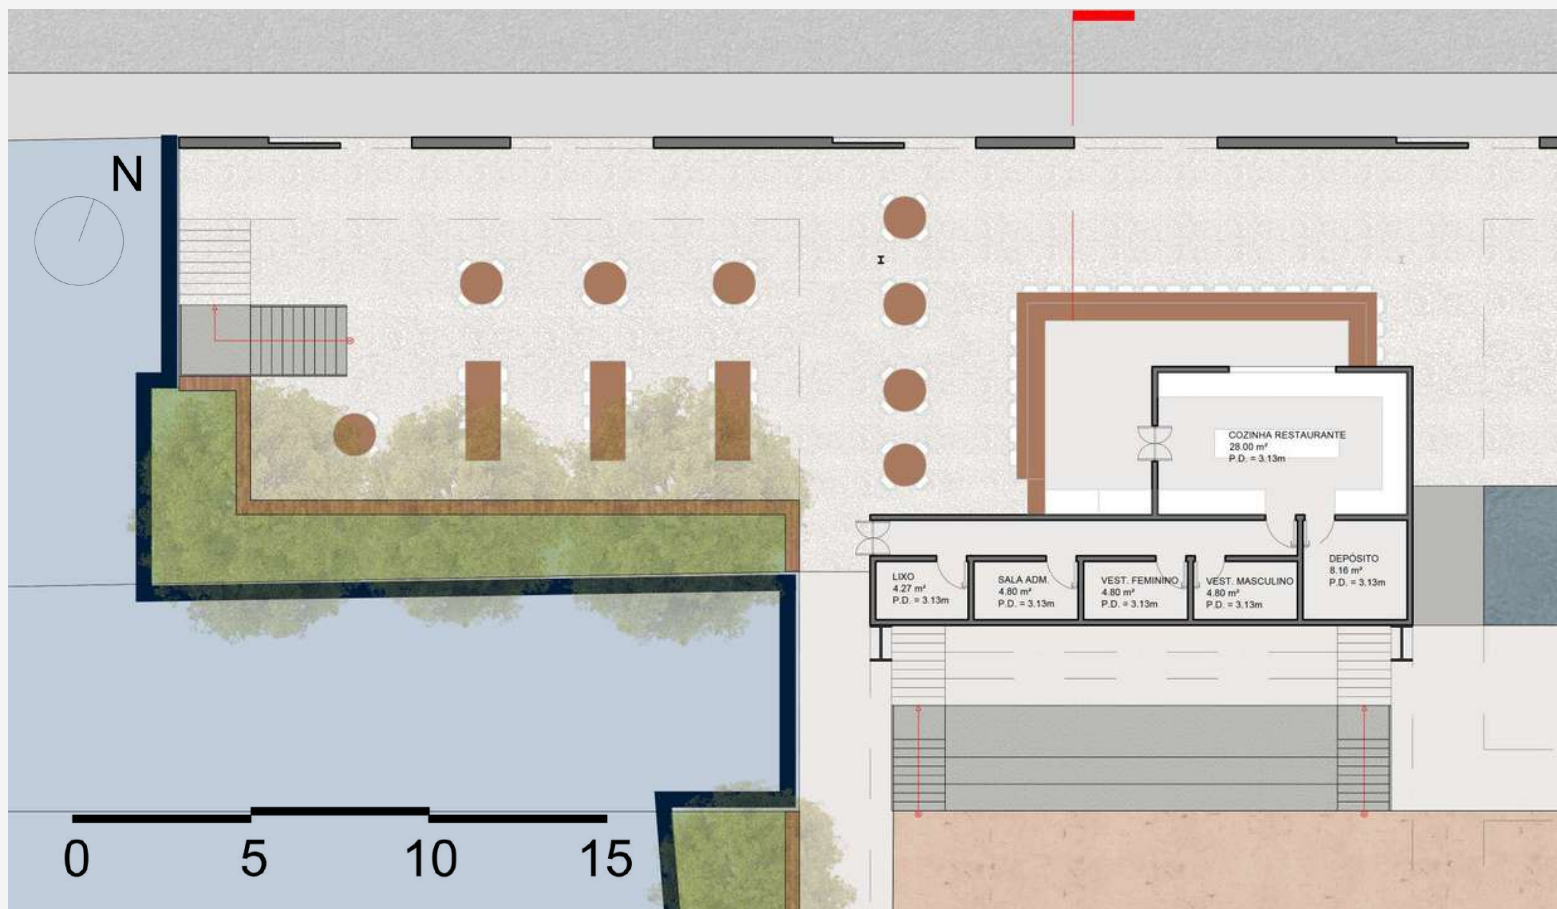 N
COZINHA RESTAURANTE
28.00 m²
P.D. = 3.13m
LIXO
4.27 m²
P.D. = 3.13m
SALA ADM.
4.80 m²
P.D. = 3.13m
VEST. FEMININO
4.80 m²
P.D. = 3.13m
VEST. MASCULINO
4.80 m²
P.D. = 3.13m
DEPÓSITO
8.16 m²
P.D. = 3.13m
0 5 10 15